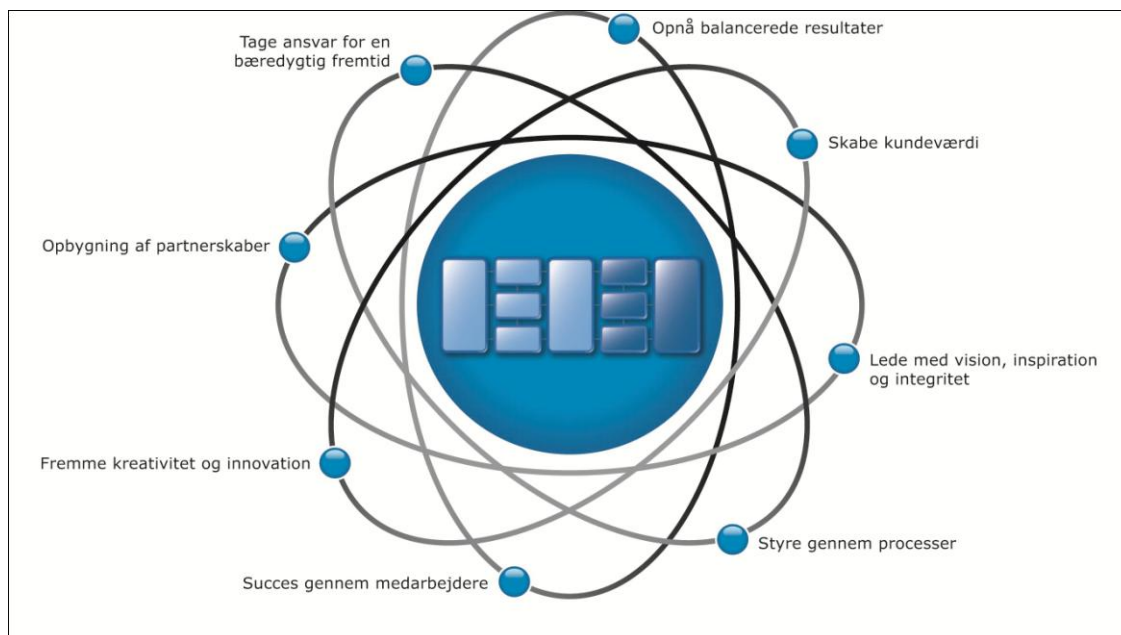 Opnå balancerede resultater
Tage ansvar for en
bæredygtig fremtid
Skabe kundeværdi
Opbygning af partnerskaber
Lede med vision, inspiration
og integritet
Fremme kreativitet og innovation
Styre gennem processer
Succes gennem medarbejdere